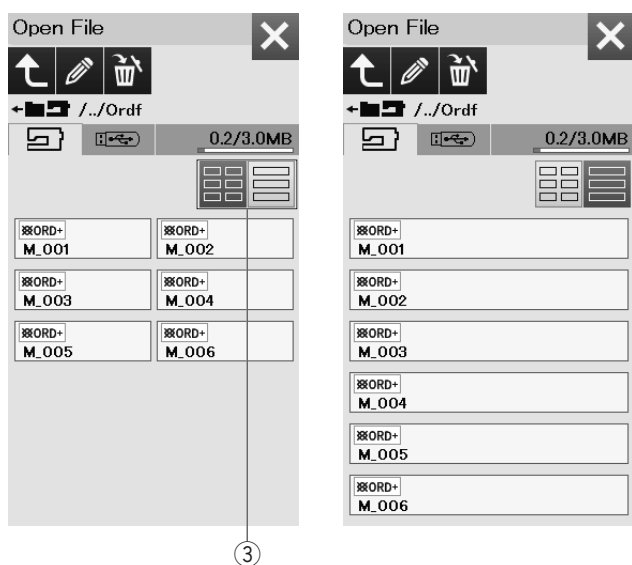 Open File
/../Ordf
0.2/3.0MB
ORD+ ORD+
M_001 M_002
ORD+ ORD+
M_003 M_004
ORD+ ORD+
M_005 M_006
3
Open File
/../Ordf
0.2/3.0MB
ORD+
M_001
ORD+
M_002
ORD+
M_003
ORD+
M_004
ORD+
M_005
ORD+
M_006